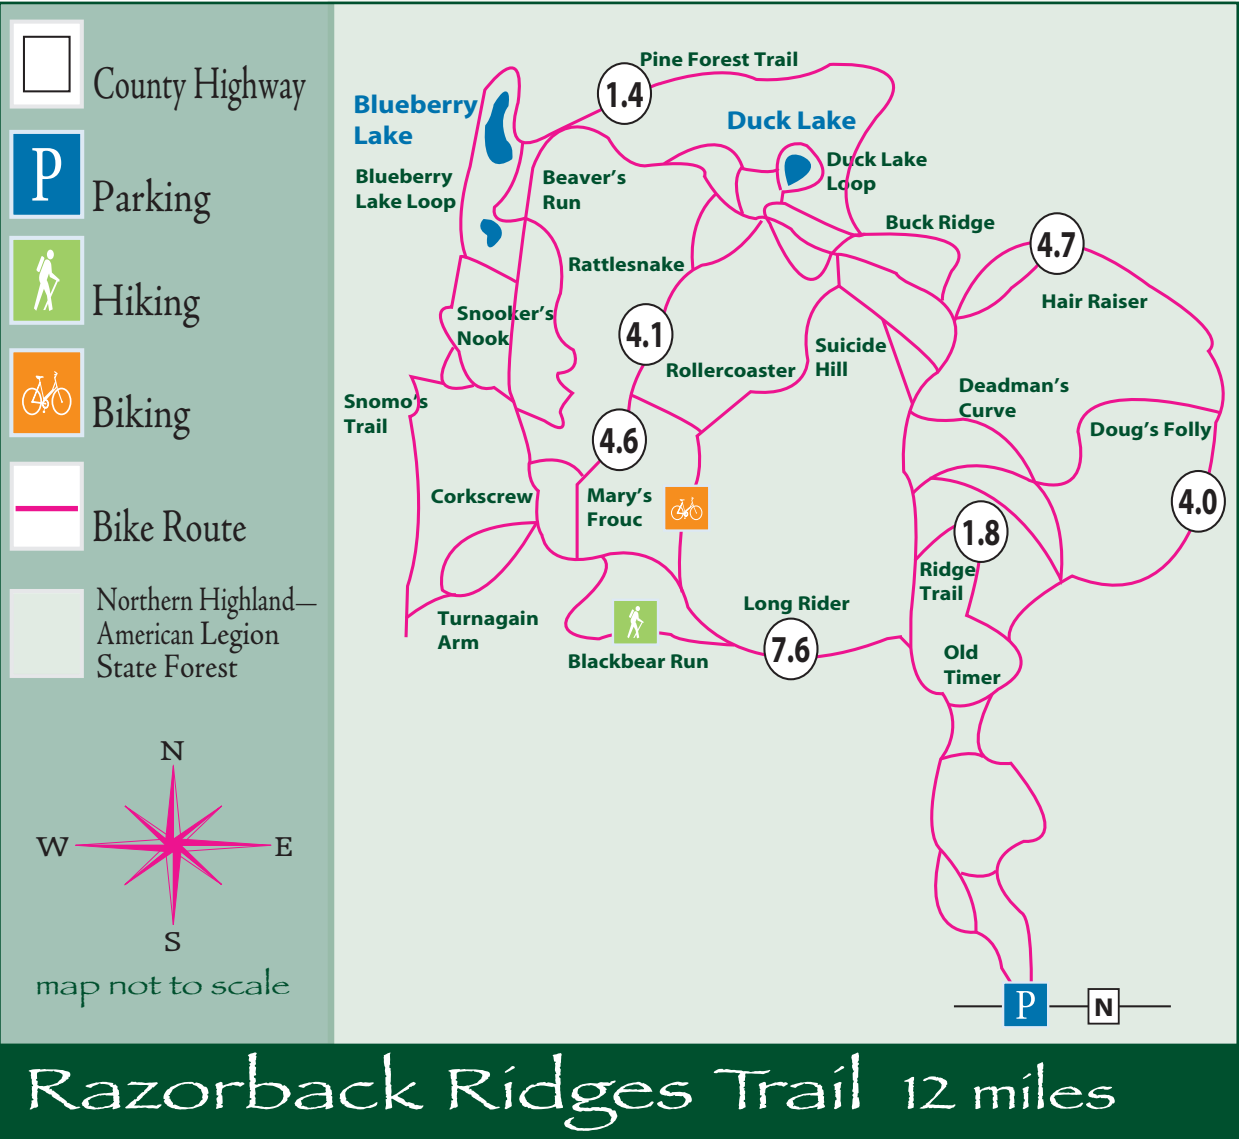 County Highway
P
Parking
Hiking
Biking
Bike Route
Northern Highland—
American Legion
State Forest
N
W
E
S
map not to scale
Pine Forest Trail
1.4
Blueberry
Lake
Duck Lake
Duck Lake
Loop
Blueberry
Lake Loop
Beaver's
Run
Buck Ridge
4.7
Rattlesnake
Hair Raiser
Snooker's
Nook
4.1
Suicide
Hill
Rollercoaster
Deadman's
Curve
Snomo's
Trail
Doug's Folly
4.6
Corkscrew
Mary's
Frouc
4.0
1.8
Ridge
Trail
Long Rider
Turnagain
Arm
7.6
Blackbear Run
Old
Timer
P
N
Razorback Ridges Trail 12 miles